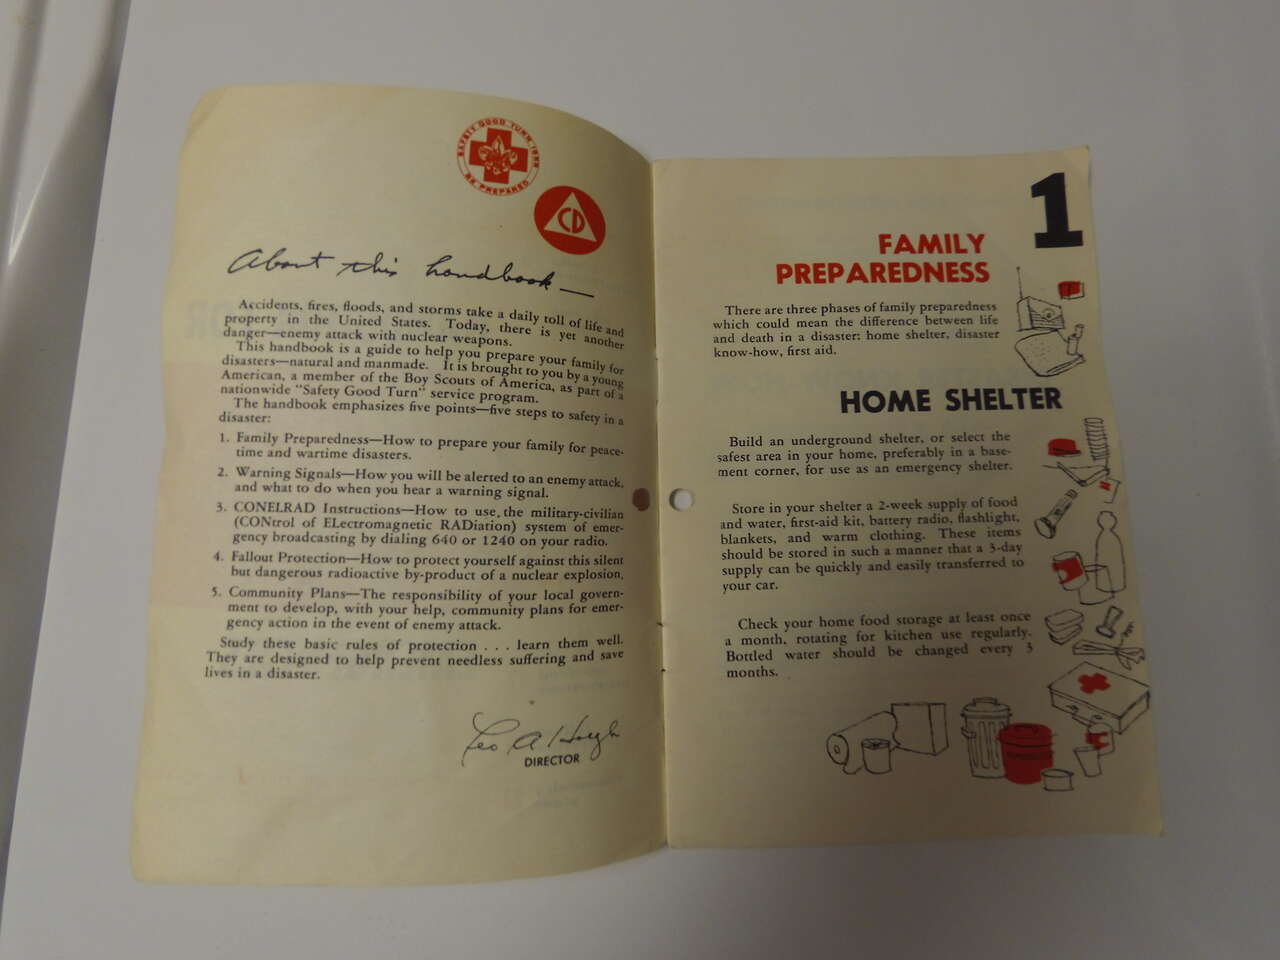 SAFETY GOOD TURN 1958
BE PREPARED
CD
About this handbook—
Accidents, fires, floods, and storms take a daily toll of life and
property in the United States. Today, there is yet another
danger—enemy attack with nuclear weapons.
This handbook is a guide to help you prepare your family for
disasters—natural and manmade. It is brought to you by a young
American, a member of the Boy Scouts of America, as part of a
nationwide "Safety Good Turn" service program.
The handbook emphasizes five points—five steps to safety in a
disaster:
1. Family Preparedness—How to prepare your family for peace-
time and wartime disasters.
2. Warning Signals—How you will be alerted to an enemy attack,
and what to do when you hear a warning signal.
3. CONELRAD Instructions—How to use the military-civilian
(CONtrol of ELectromagnetic RADiation) system of emer-
gency broadcasting by dialing 640 or 1240 on your radio.
4. Fallout Protection—How to protect yourself against this silent
but dangerous radioactive by-product of a nuclear explosion.
5. Community Plans—The responsibility of your local govern-
ment to develop, with your help, community plans for emer-
gency action in the event of enemy attack.
Study these basic rules of protection . . . learn them well.
They are designed to help prevent needless suffering and save
lives in a disaster.
Leo A Hoegh
DIRECTOR
1
FAMILY
PREPAREDNESS
There are three phases of family preparedness
which could mean the difference between life
and death in a disaster: home shelter, disaster
know-how, first aid.
HOME SHELTER
Build an underground shelter, or select the
safest area in your home, preferably in a base-
ment corner, for use as an emergency shelter.
Store in your shelter a 2-week supply of food
and water, first-aid kit, battery radio, flashlight,
blankets, and warm clothing. These items
should be stored in such a manner that a 3-day
supply can be quickly and easily transferred to
your car.
Check your home food storage at least once
a month, rotating for kitchen use regularly.
Bottled water should be changed every 3
months.